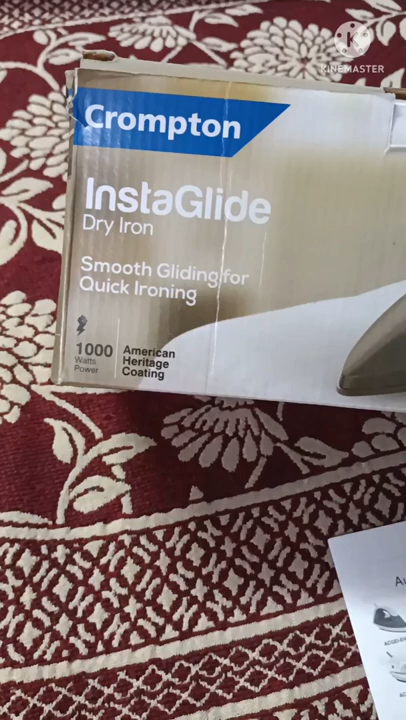 KINEMASTER
Crompton
InstaGlide
Dry Iron
Smooth Gliding for
Quick Ironing
1000
Watts
Power
American
Heritage
Coating